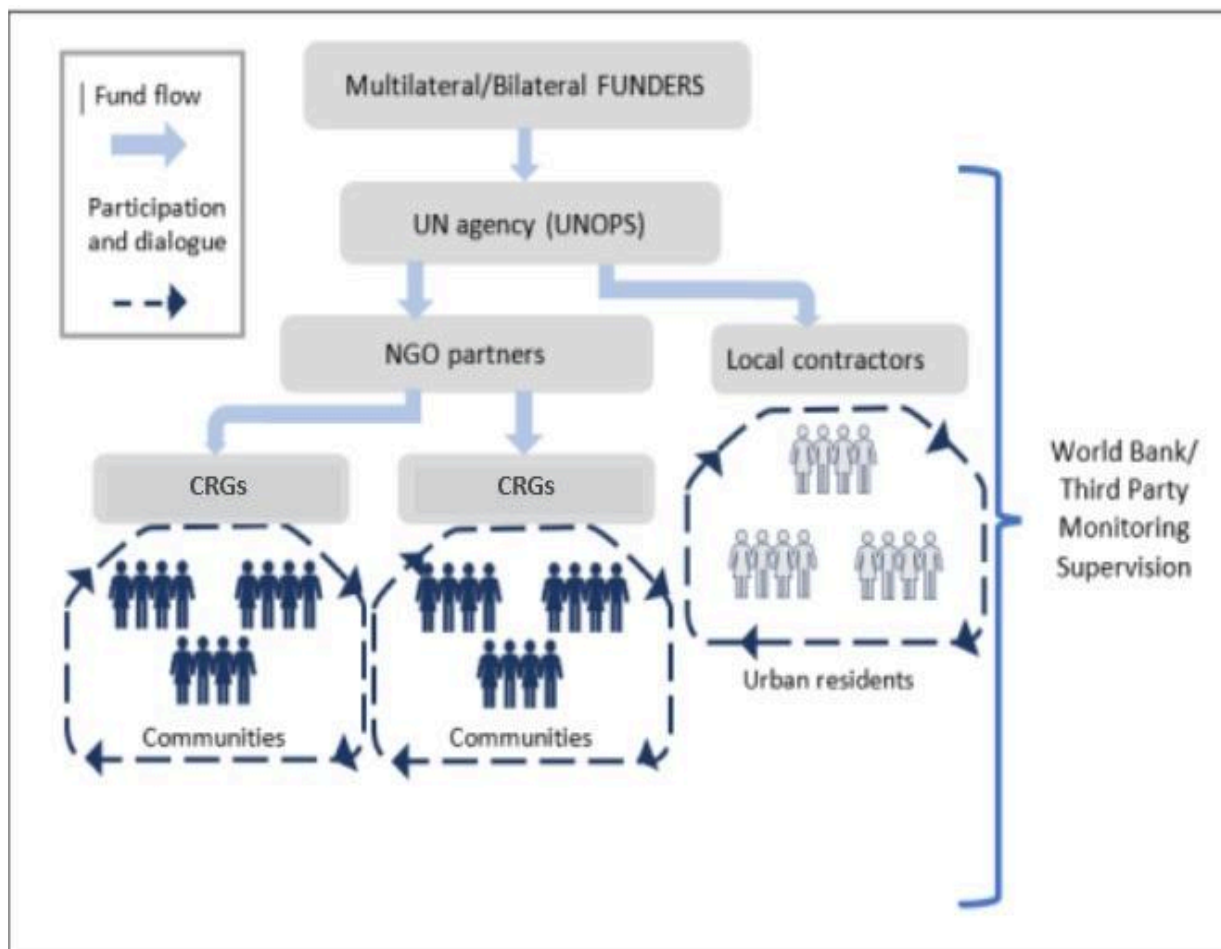 Fund flow
Participation
and dialogue
Multilateral/Bilateral FUNDERS
UN agency (UNOPS)
NGO partners
Local contractors
CRGs
CRGs
Communities
Communities
Urban residents
World Bank/
Third Party
Monitoring
Supervision